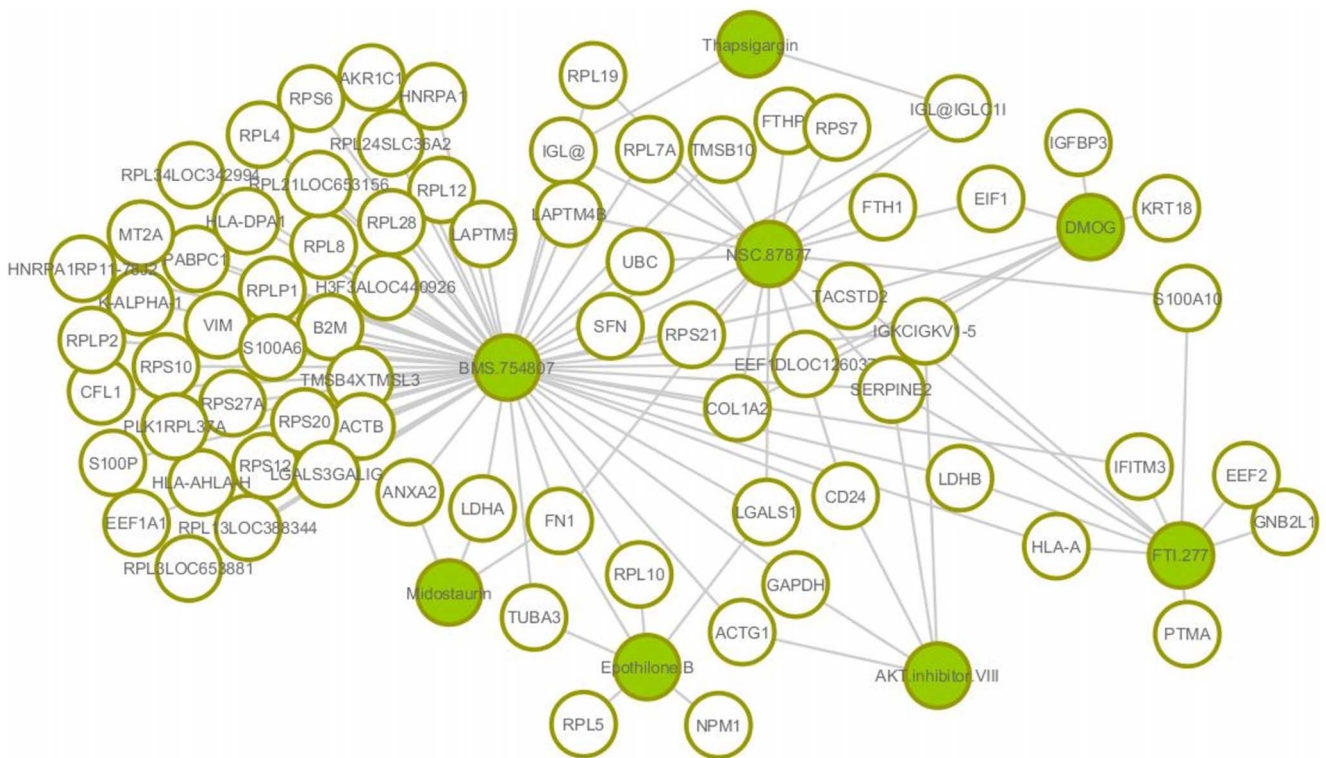 Thapsigargin
RPL19
AKR1C1
RPS6
HNRPA1
IGL@IGLC1I
FTHP
RPS7
RPL4
RPL24SLC36A2
IGL@
RPL7A
TMSB10
IGFBP3
RPL34LOC342994
RPL21LOC653156
RPL12
EIF1
KRT18
FTH1
LAPTM4B
HLA-DPA1
RPL28
LAPTM5
DMOG
MT2A
RPL8
PABPC1
UBC
NSC.87877
K-ALPHA-1
RPLP1
H3F3ALOC440926
TACSTD2
S100A10
VIM
B2M
SFN
RPS21
IGKCIGKV1-5
RPLP2
S100A6
RPS10
BMS.754807
EEF1DLOC126037
CFL1
TMSB4XTMSL3
SERPINE2
RPS27A
COL1A2
PLK1RPL37A
RPS20
ACTB
S100P
RPS12
LGALS3GALIG
IFITM3
EEF2
HLA-AHLA-H
ANXA2
LDHB
CD24
LDHA
LGALS1
EEF1A1
RPL13LOC388344
FN1
GNB2L1
HLA-A
FTI.277
RPL3LOC653881
RPL10
GAPDH
Midostaurin
TUBA3
ACTG1
PTMA
Epothilone.B
AKT.inhibitor.VIII
RPL5
NPM1